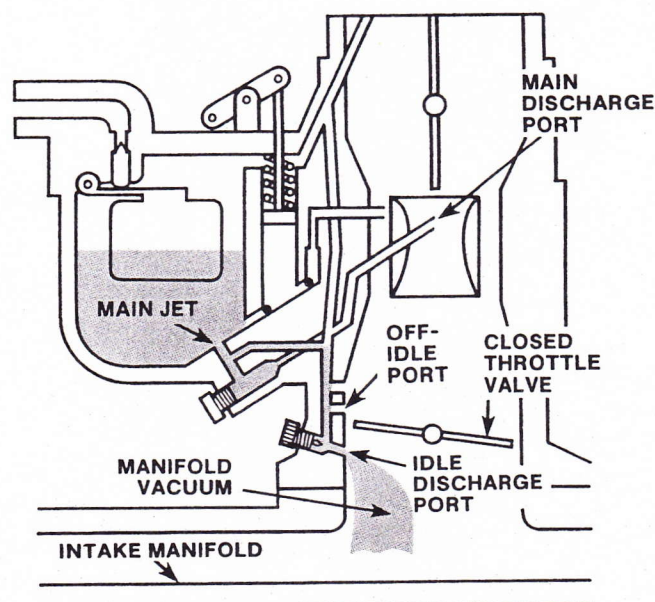 MAIN
DISCHARGE
PORT
MAIN JET
OFF-
IDLE
PORT
CLOSED
THROTTLE
VALVE
MANIFOLD
VACUUM
IDLE
DISCHARGE
PORT
INTAKE MANIFOLD